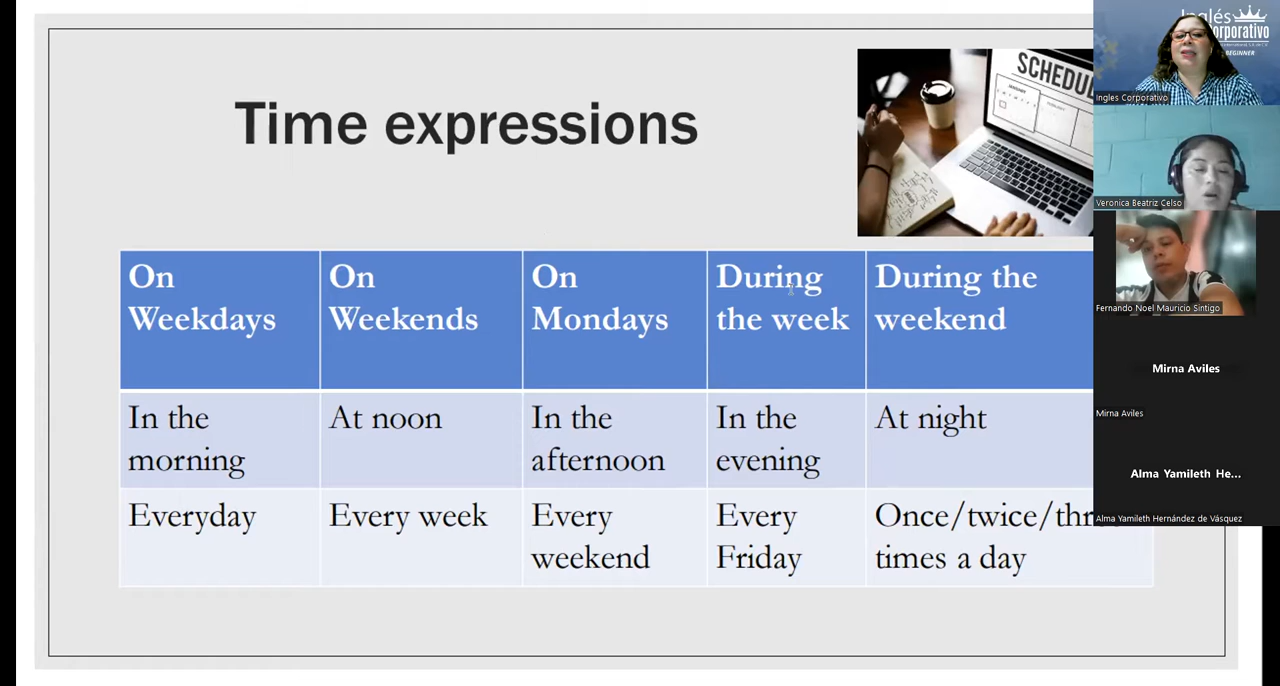 Time expressions
SCHEDUL
On
Weekdays
On
Weekends
On
Mondays
During
the week
During the
weekend
In the
morning
At noon
In the
afternoon
In the
evening
At night
Everyday
Every week
Every
weekend
Every
Friday
Once/twice/thr
times a day
Inglés
Corporativo
BEGINNER
Ingles Corporativo
Veronica Beatriz Celso
Fernando Noel Mauricio Sintigo
Mirna Aviles
Mirna Aviles
Alma Yamileth He...
Alma Yamileth Hernández de Vásquez